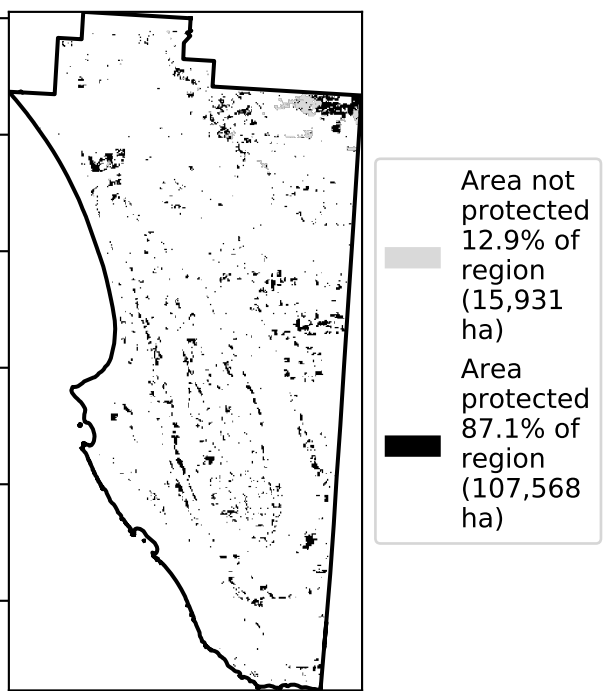 Area not
protected
12.9% of
region
(15,931
ha)
Area
protected
87.1% of
region
(107,568
ha)